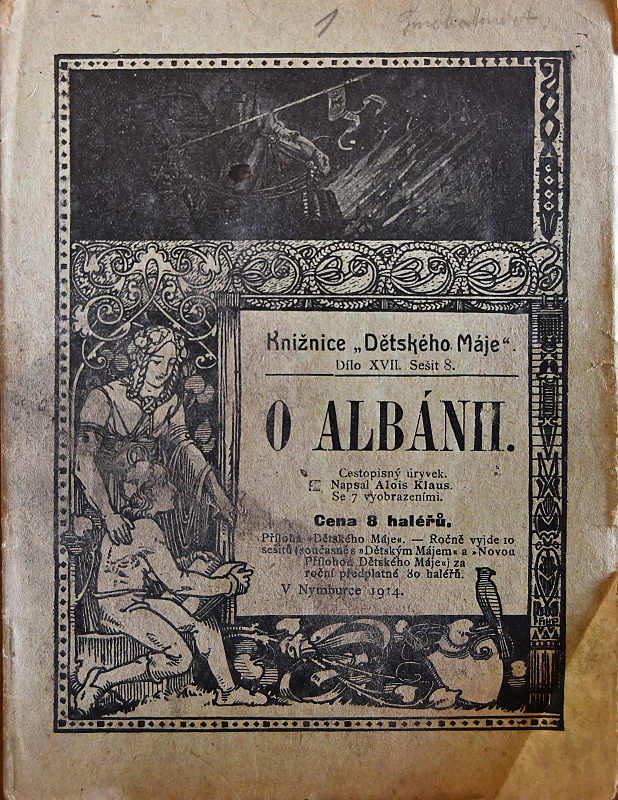 1
Knižnice „Dětského Máje“.
Dílo XVII. Sešit 8.
O ALBÁNII.
Cestopisný úryvek.
Napsal Alois Klaus.
Se 7 vyobrazeními.
Cena 8 haléřů.
Příloha »Dětského Máje«. — Ročně vyjde 10
sešitů (současně s »Dětským Májem« a »Novou
Přílohou Dětského Máje«) za
roční předplatné 80 haléřů.
V Nymburce 1914.